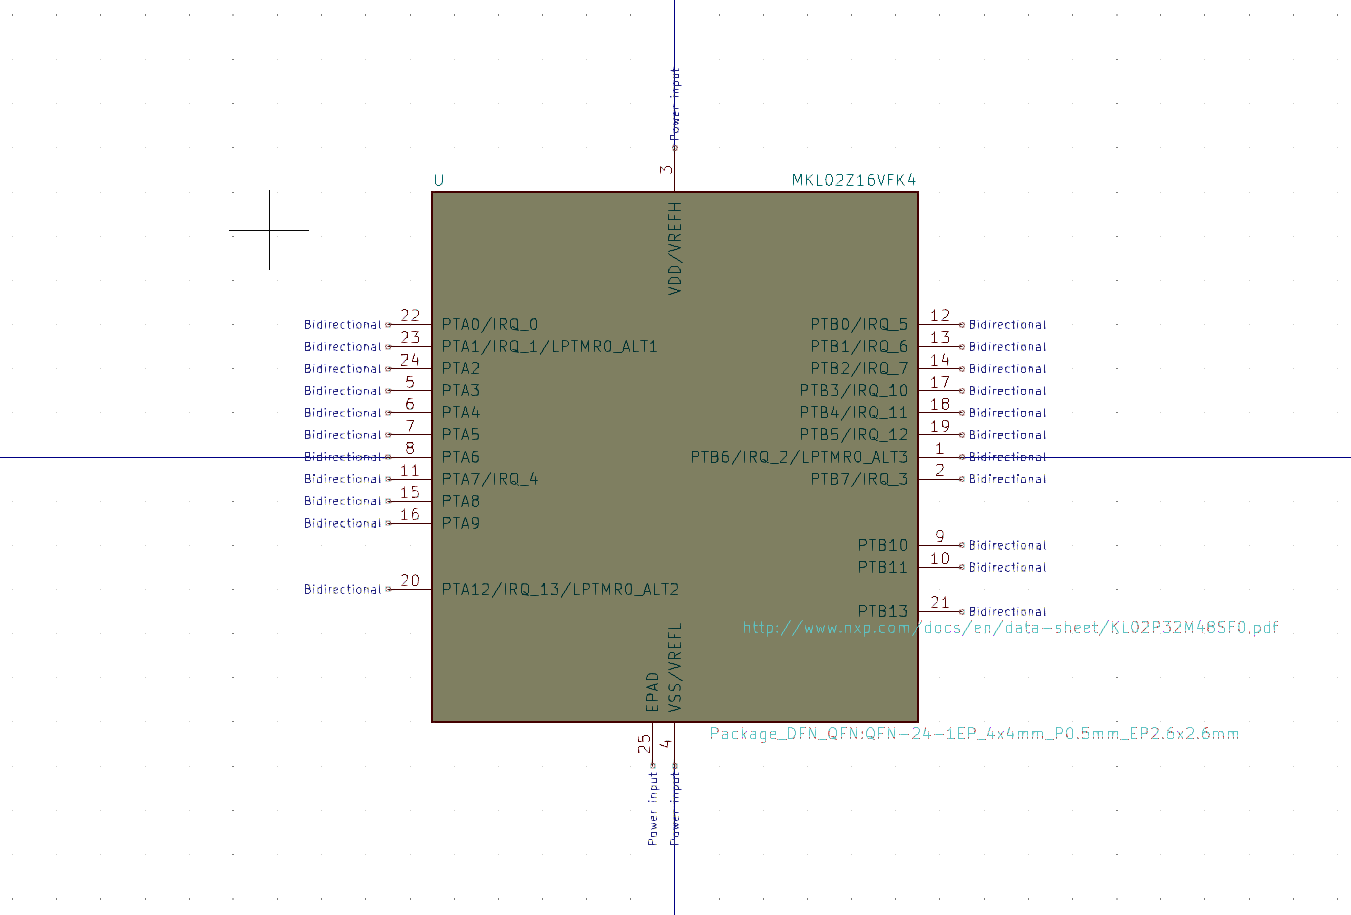 Power input
3
U MKL02Z16VFK4
VDD/VREFH
Bidirectional 22 PTA0/IRQ_0 PTB0/IRQ_5 12 Bidirectional
Bidirectional 23 PTA1/IRQ_1/LPTMR0_ALT1 PTB1/IRQ_6 13 Bidirectional
Bidirectional 24 PTA2 PTB2/IRQ_7 14 Bidirectional
Bidirectional 5 PTA3 PTB3/IRQ_10 17 Bidirectional
Bidirectional 6 PTA4 PTB4/IRQ_11 18 Bidirectional
Bidirectional 7 PTA5 PTB5/IRQ_12 19 Bidirectional
Bidirectional 8 PTA6 PTB6/IRQ_2/LPTMR0_ALT3 1 Bidirectional
Bidirectional 11 PTA7/IRQ_4 PTB7/IRQ_3 2 Bidirectional
Bidirectional 15 PTA8
Bidirectional 16 PTA9
PTB10 9 Bidirectional
PTB11 10 Bidirectional
Bidirectional 20 PTA12/IRQ_13/LPTMR0_ALT2
PTB13 21 Bidirectional
http://www.nxp.com/docs/en/data-sheet/KL02P32M48SF0.pdf
EPAD VSS/VREFL
Package_DFN_QFN:QFN-24-1EP_4x4mm_P0.5mm_EP2.6x2.6mm
25 4
Power input Power input